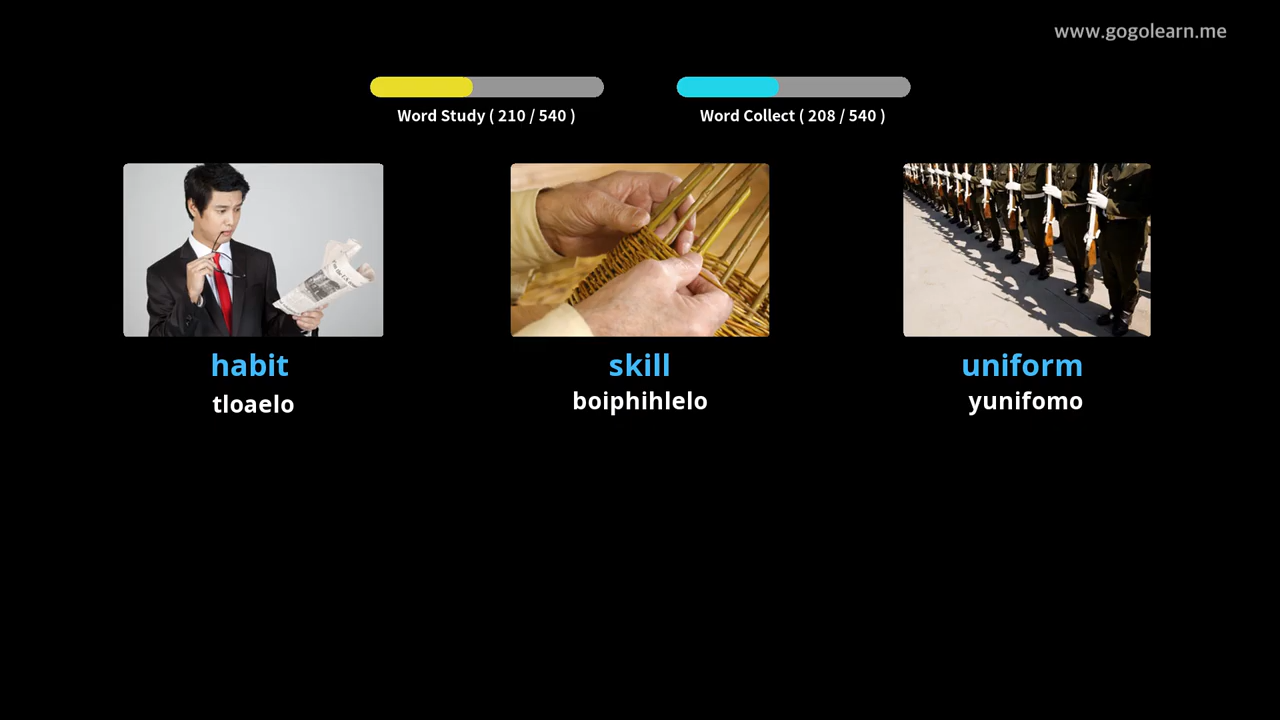 www.gogolearn.me
Word Study ( 210 / 540 )
Word Collect ( 208 / 540 )
habit
skill
uniform
tloaelo
boiphihlelo
yunifomo